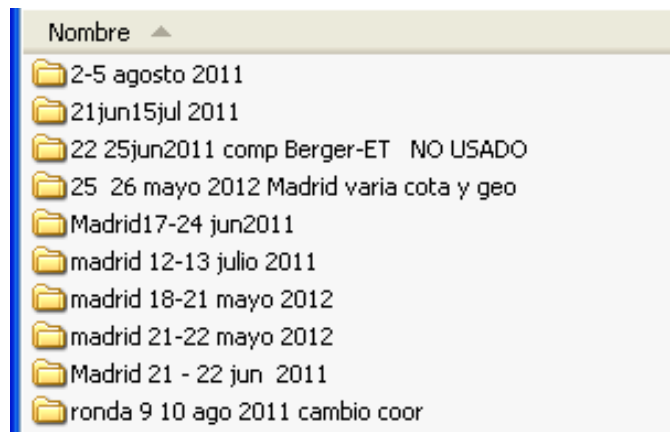 Nombre
2-5 agosto 2011
21jun15jul 2011
22 25jun2011 comp Berger-ET   NO USADO
25  26 mayo 2012 Madrid varia cota y geo
Madrid17-24 jun2011
madrid 12-13 julio 2011
madrid 18-21 mayo 2012
madrid 21-22 mayo 2012
Madrid 21 - 22 jun  2011
ronda 9 10 ago 2011 cambio coor